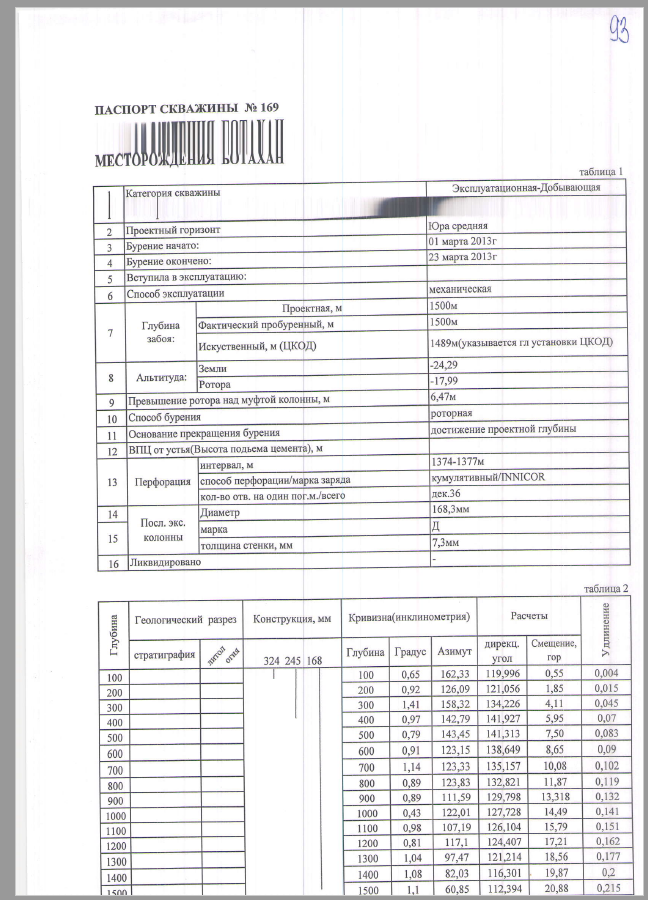 93
ПАСПОРТ СКВАЖИНЫ № 169
МЕСТОРОЖДЕНИЯ БОТАХАН
таблица 1
Категория скважины Эксплуатационная-Добывающая
2 Проектный горизонт Юра средняя
3 Бурение начато: 01 марта 2013г
4 Бурение окончено: 23 марта 2013г
5 Вступила в эксплуатацию:
6 Способ эксплуатации механическая
7 Глубина забоя: Проектная, м 1500м
Фактический пробуренный, м 1500м
Искуственный, м (ЦКОД) 1489м(указывается гл установки ЦКОД)
8 Альтитуда: Земли -24,29
Ротора -17,99
9 Превышение ротора над муфтой колонны, м 6,47м
10 Способ бурения роторная
11 Основание прекращения бурения достижение проектной глубины
12 ВПЦ от устья(Высота подьема цемента), м
13 Перфорация интервал, м 1374-1377м
способ перфорации/марка заряда кумулятивный/INNICOR
кол-во отв. на один пог.м./всего дек.36
14 Посл. экс. колонны Диаметр 168,3мм
15 марка Д
толщина стенки, мм 7,3мм
16 Ликвидировано -
таблица 2
Глубина Геологический разрез Конструкция, мм Кривизна(инклинометрия) Расчеты Удлинение
стратиграфия литология 324 245 168 Глубина Градус Азимут дирекц. угол Смещение, гор
100 100 0,65 162,33 119,996 0,55 0,004
200 200 0,92 126,09 121,056 1,85 0,015
300 300 1,41 158,32 134,226 4,11 0,045
400 400 0,97 142,79 141,927 5,95 0,07
500 500 0,79 143,45 141,313 7,50 0,083
600 600 0,91 123,15 138,649 8,65 0,09
700 700 1,14 123,33 135,157 10,08 0,102
800 800 0,89 123,83 132,821 11,87 0,119
900 900 0,89 111,59 129,798 13,318 0,132
1000 1000 0,43 122,01 127,728 14,49 0,141
1100 1100 0,98 107,19 126,104 15,79 0,151
1200 1200 0,81 117,1 124,407 17,21 0,162
1300 1300 1,04 97,47 121,214 18,56 0,177
1400 1400 1,08 82,03 116,301 19,87 0,2
1500 1500 1,1 60,85 112,394 20,88 0,215